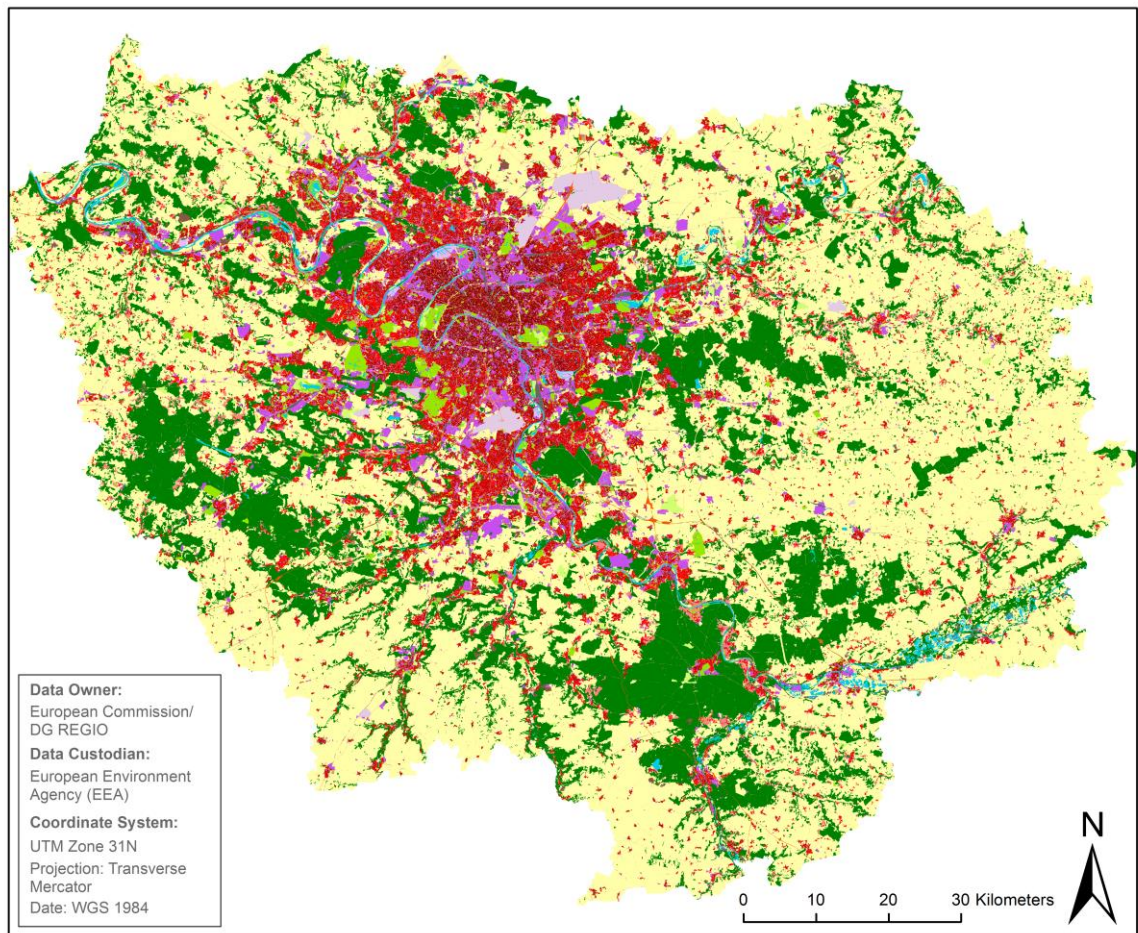 Data Owner:
European Commission/
DG REGIO
Data Custodian:
European Environment
Agency (EEA)
Coordinate System:
UTM Zone 31N
Projection: Transverse
Mercator
Date: WGS 1984
N
0 10 20 30 Kilometers